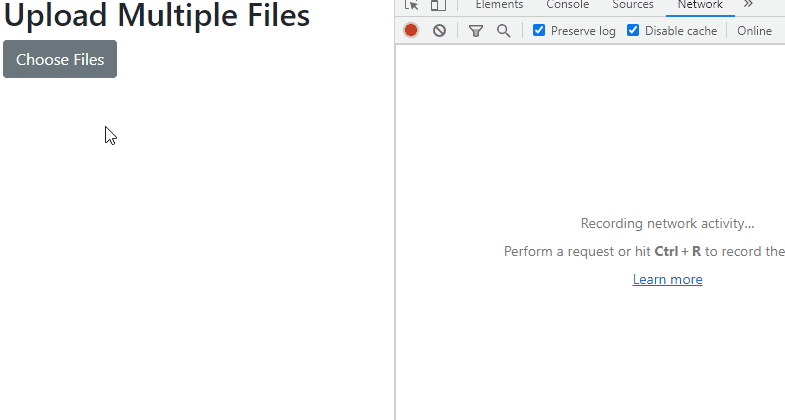 Upload Multiple Files
Choose Files
Elements Console Sources Network »
Preserve log Disable cache Online
Recording network activity...
Perform a request or hit Ctrl + R to record the
Learn more